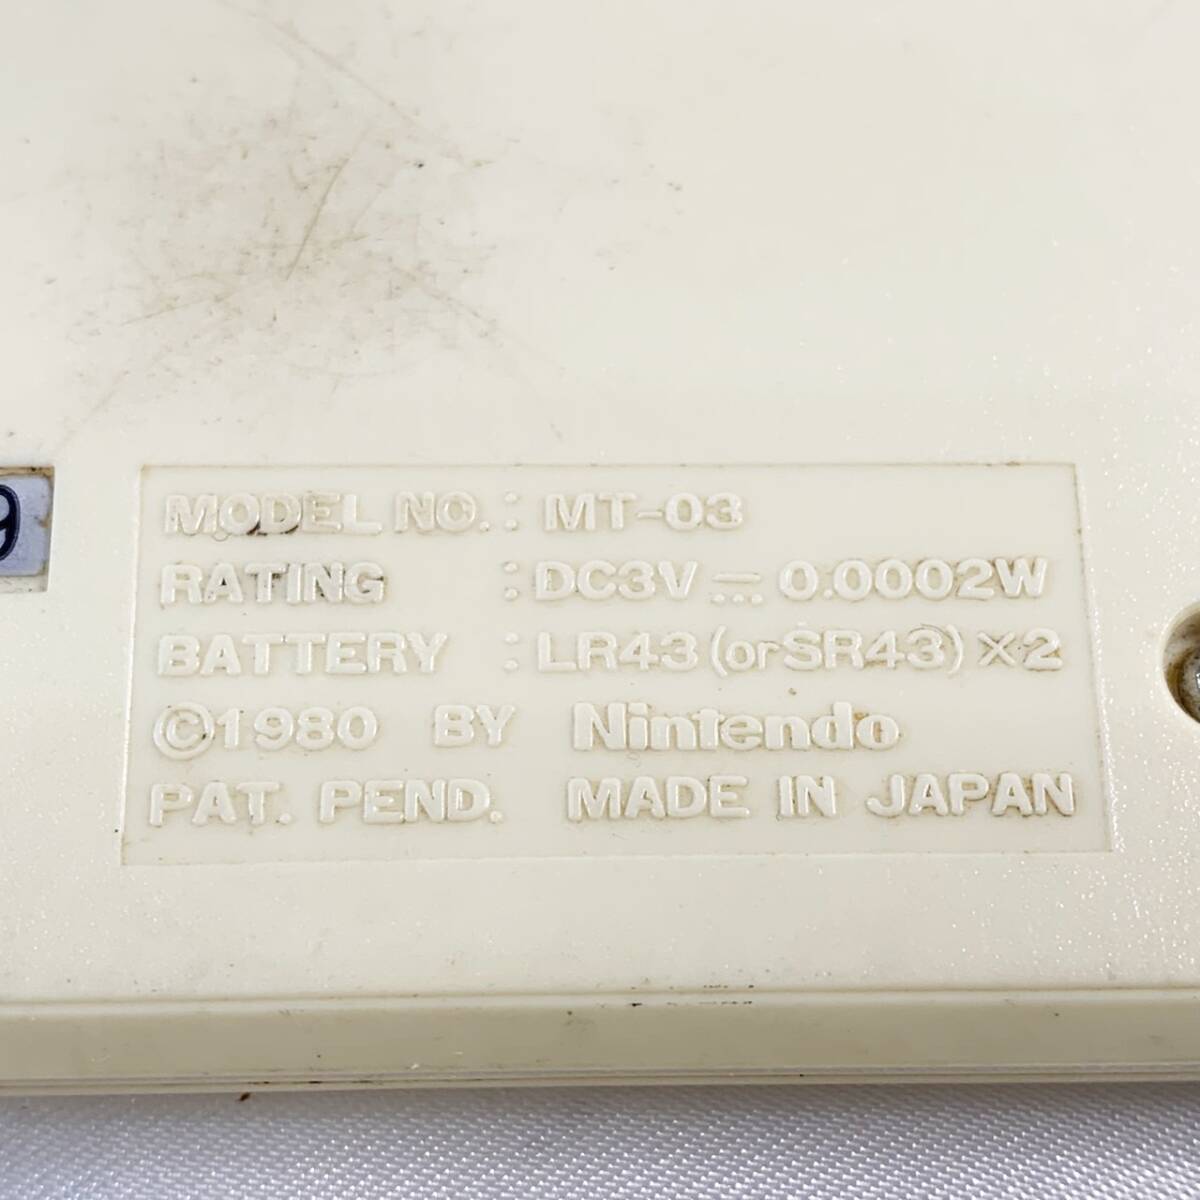 9
MODEL NO. : MT-03
RATING : DC3V ⎓ 0.0002W
BATTERY : LR43 (or SR43) ×2
©1980 BY Nintendo
PAT. PEND. MADE IN JAPAN